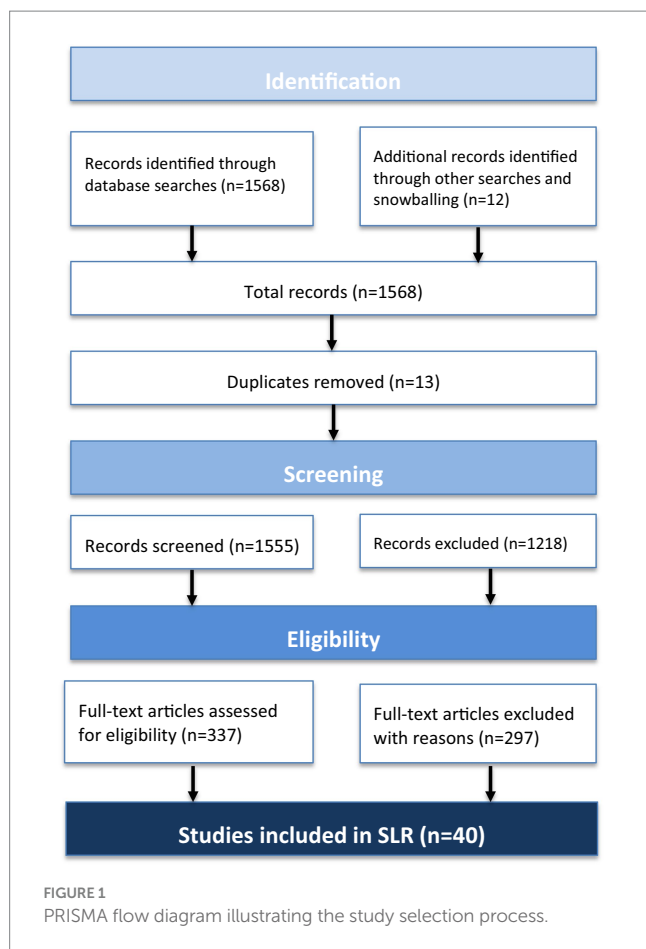 Identification
Records identified through
database searches (n=1568)
Additional records identified
through other searches and
snowballing (n=12)
Total records (n=1568)
Duplicates removed (n=13)
Screening
Records screened (n=1555)
Records excluded (n=1218)
Eligibility
Full-text articles assessed
for eligibility (n=337)
Full-text articles excluded
with reasons (n=297)
Studies included in SLR (n=40)
FIGURE 1
PRISMA flow diagram illustrating the study selection process.